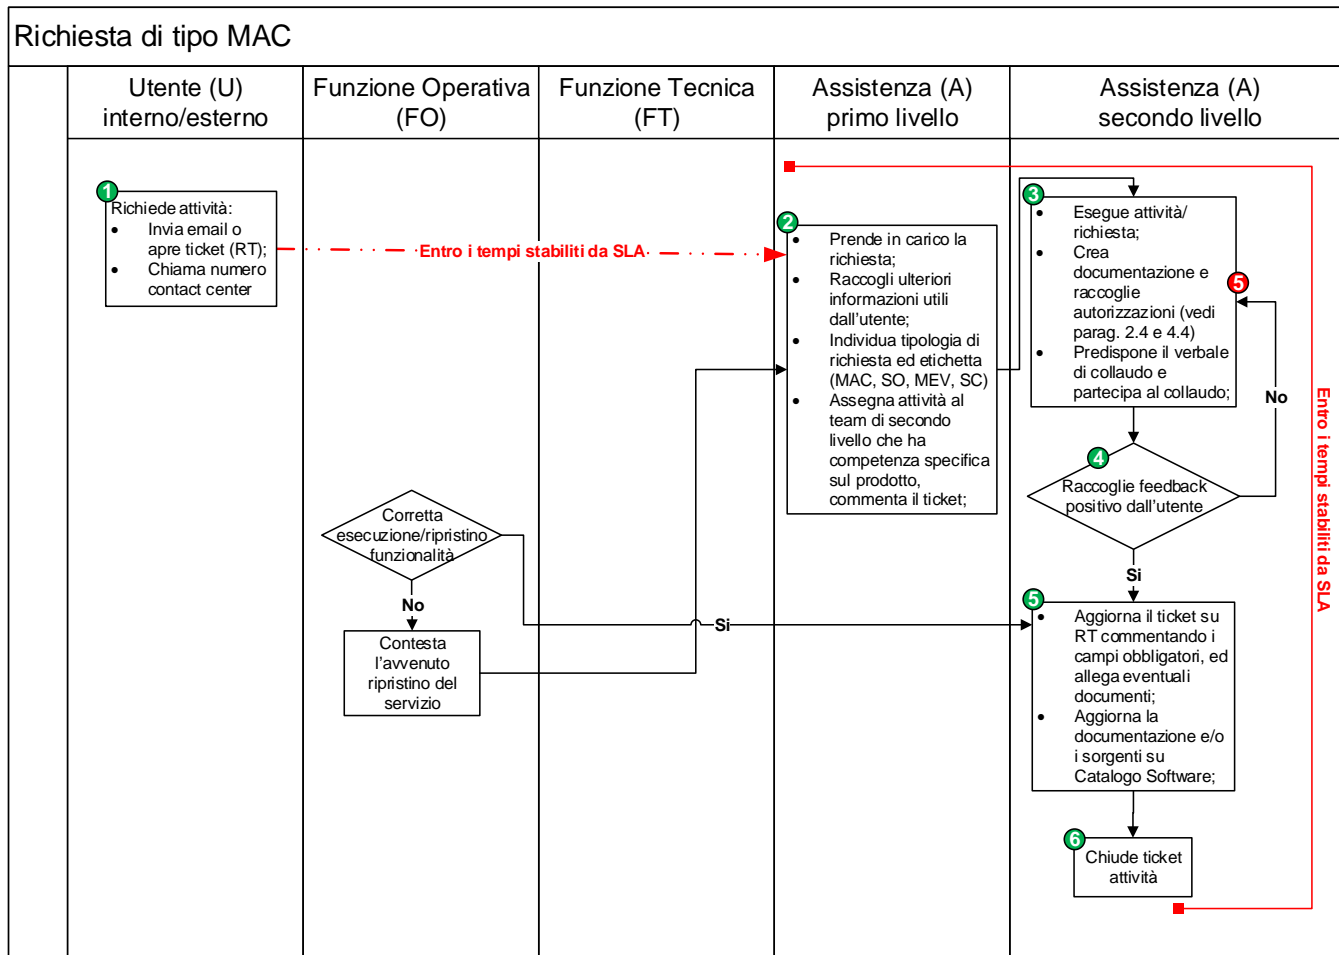 Richiesta di tipo MAC
Utente (U)
interno/esterno
Funzione Operativa
(FO)
Funzione Tecnica
(FT)
Assistenza (A)
primo livello
Assistenza (A)
secondo livello
1
Richiede attività:
• Invia email o
apre ticket (RT);
• Chiama numero
contact center
Entro i tempi stabiliti da SLA
2
• Prende in carico la
richiesta;
• Raccogli ulteriori
informazioni utili
dall'utente;
• Individua tipologia di
richiesta ed etichetta
(MAC, SO, MEV, SC)
• Assegna attività al
team di secondo
livello che ha
competenza specifica
sul prodotto,
commenta il ticket;
3
• Esegue attività/
richiesta;
• Crea
documentazione e
raccoglie
autorizzazioni (vedi
parag. 2.4 e 4.4)
• Predispone il verbale
di collaudo e
partecipa al collaudo;
5
No
Entro i tempi stabiliti da SLA
4
Raccoglie feedback
positivo dall'utente
Si
Corretta
esecuzione/ripristino
funzionalità
No
Si
Contesta
l'avvenuto
ripristino del
servizio
5
• Aggiorna il ticket su
RT commentando i
campi obbligatori, ed
allega eventuali
documenti;
• Aggiorna la
documentazione e/o
i sorgenti su
Catalogo Software;
6
Chiude ticket
attività